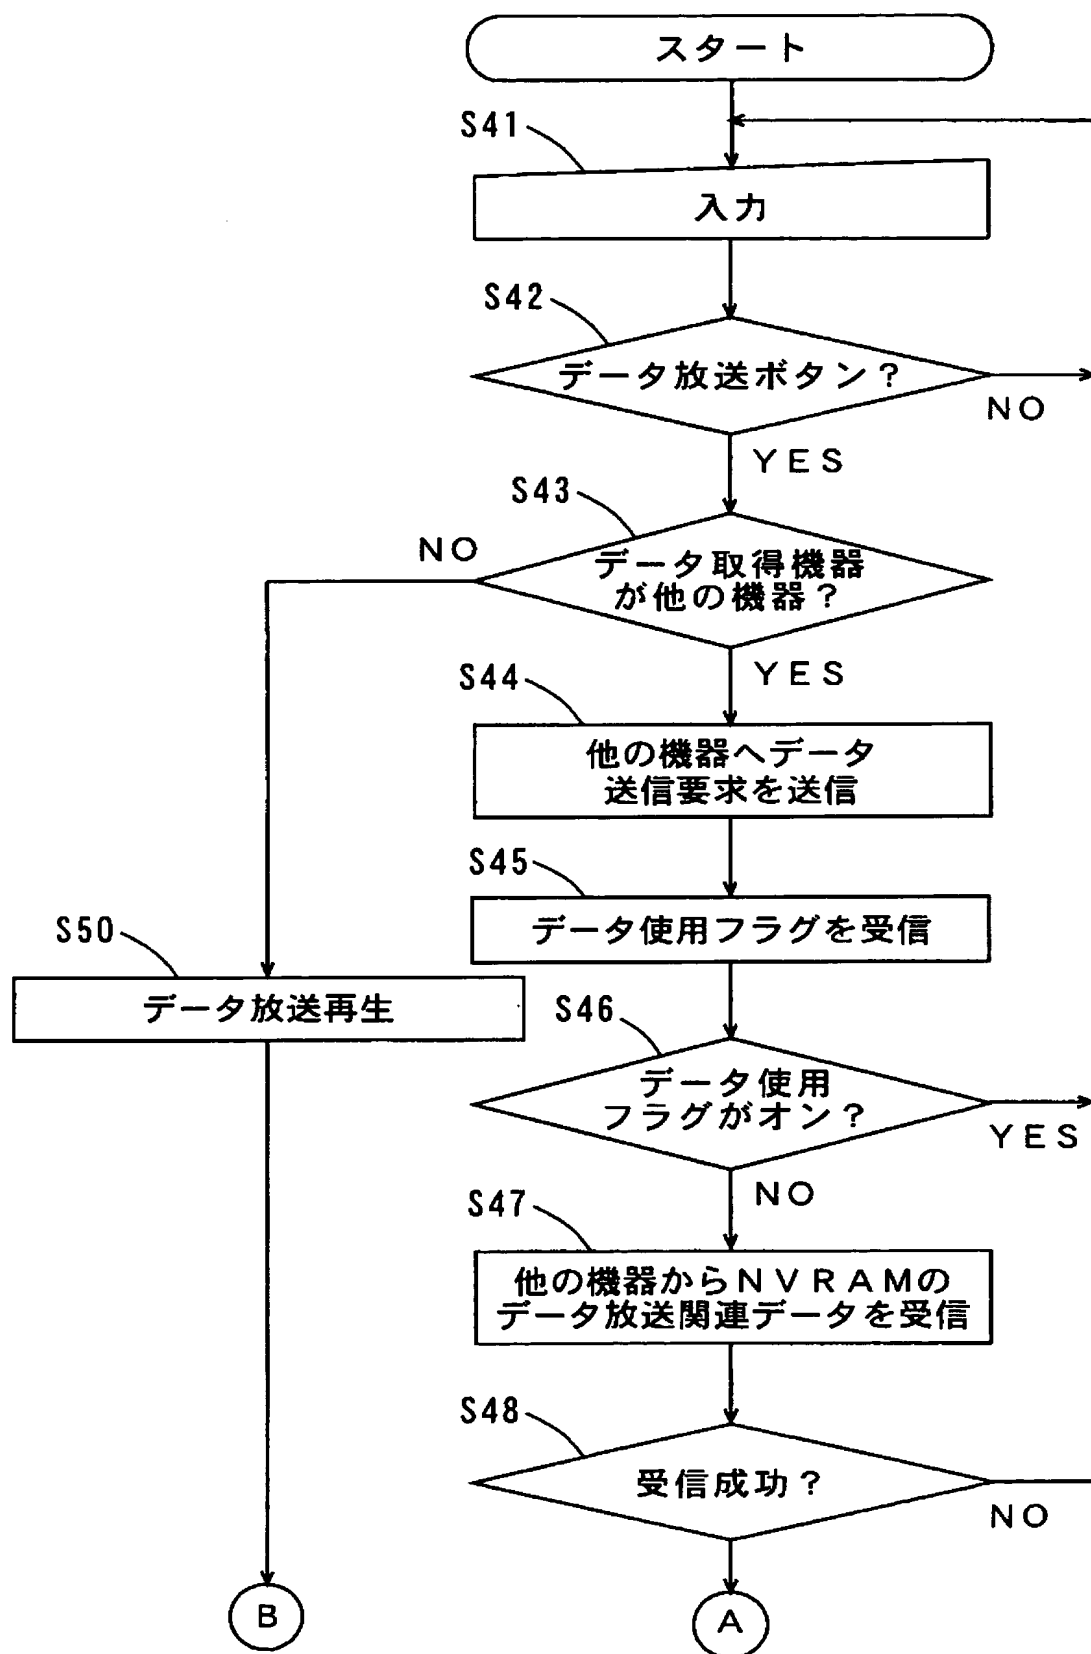 スタート
S41
入力
S42
データ放送ボタン?
NO
YES
S43
NO
データ取得機器
が他の機器?
YES
S44
他の機器へデータ
送信要求を送信
S45
データ使用フラグを受信
S50
データ放送再生
S46
データ使用
フラグがオン?
YES
NO
S47
他の機器からNVRAMの
データ放送関連データを受信
S48
受信成功?
NO
B
A